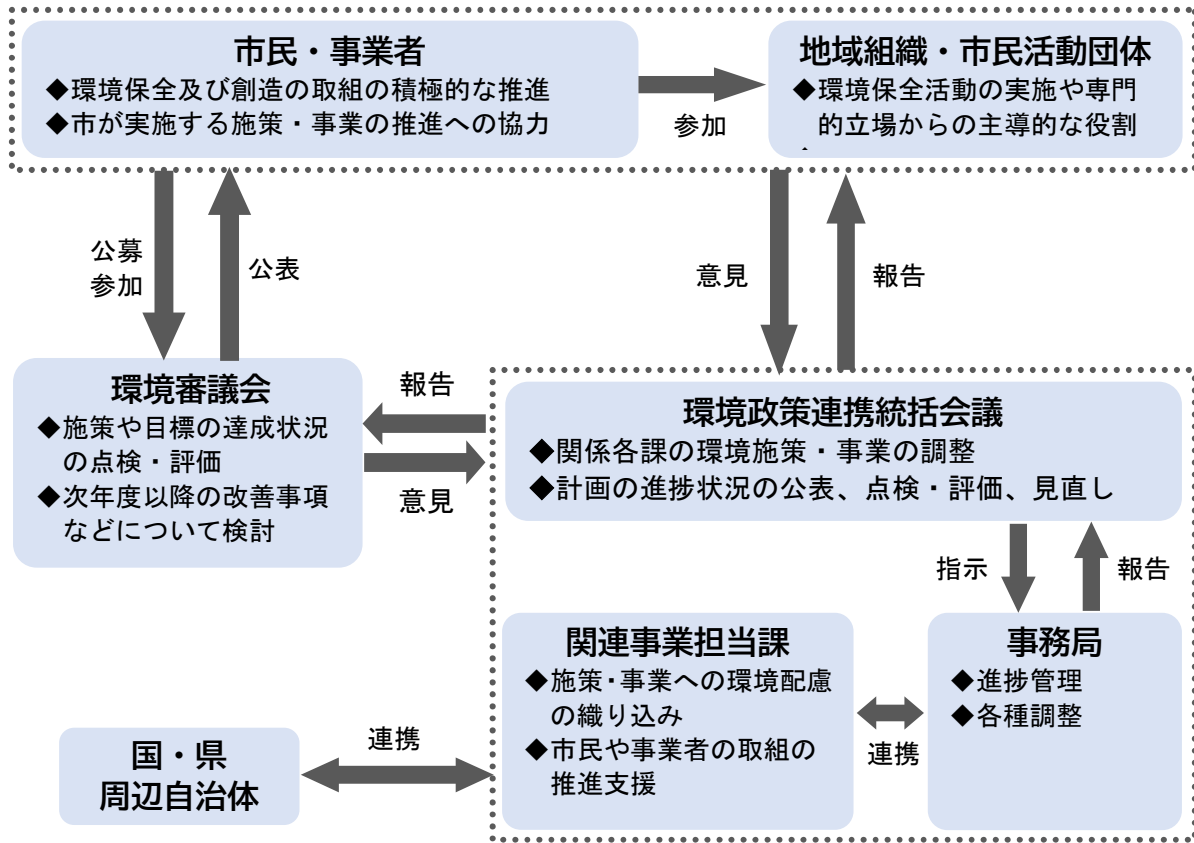 市民・事業者
◆環境保全及び創造の取組の積極的な推進
◆市が実施する施策・事業の推進への協力
参加
地域組織・市民活動団体
◆環境保全活動の実施や専門
的立場からの主導的な役割
公募
参加
公表
意見
報告
環境審議会
◆施策や目標の達成状況
の点検・評価
◆次年度以降の改善事項
などについて検討
報告
意見
環境政策連携統括会議
◆関係各課の環境施策・事業の調整
◆計画の進捗状況の公表、点検・評価、見直し
指示
報告
関連事業担当課
◆施策・事業への環境配慮
の織り込み
◆市民や事業者の取組の
推進支援
連携
事務局
◆進捗管理
◆各種調整
国・県
周辺自治体
連携